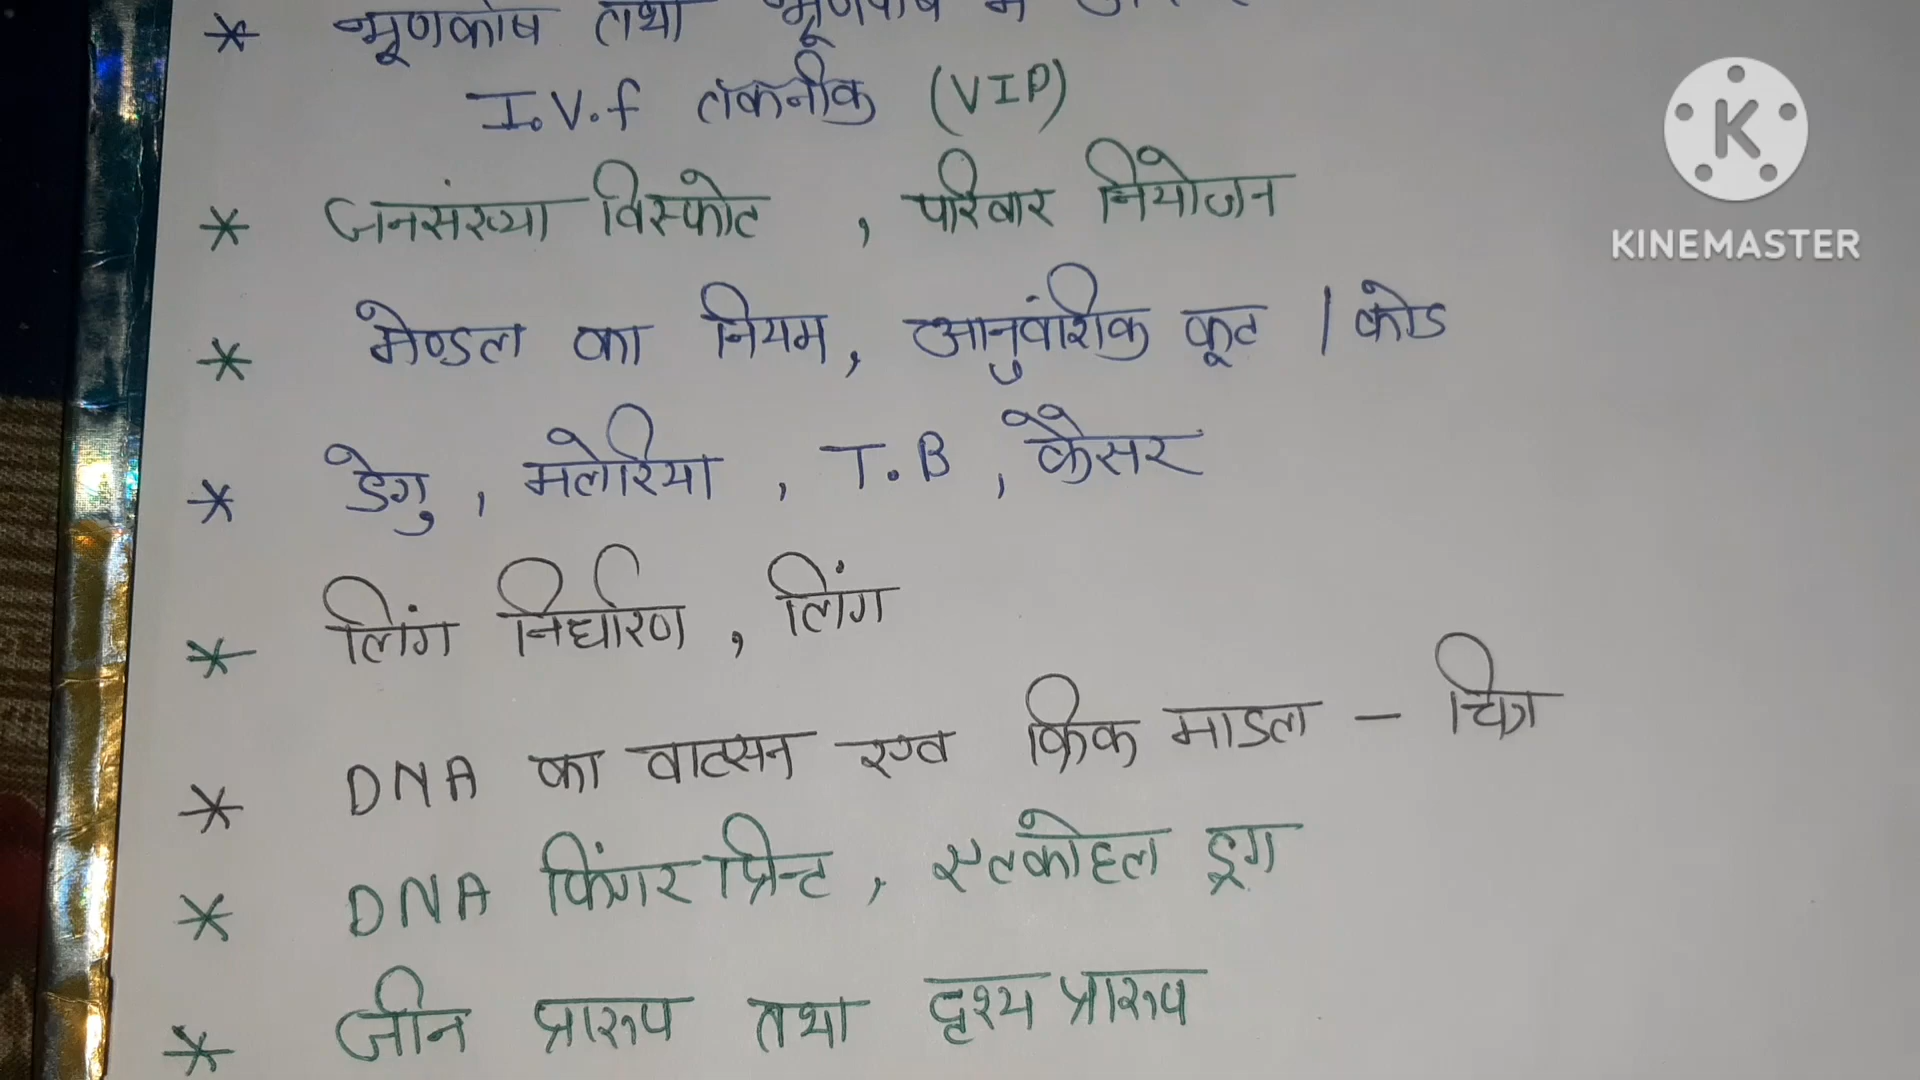 * भ्रूणकोष तथा भ्रूणपोष में
I.V.f तकनीक (VIP)
* जनसंख्या विस्फोट , परिवार नियोजन
* मेण्डल का नियम, आनुवंशिक कूट / कोड
* डेगु , मलेरिया , T.B , कैसर
* लिंग निर्धारण , लिंग
* DNA का वाटसन एव क्रिक माडल - चित्र
* DNA फिंगर प्रिन्ट , एल्कोहल ड्रग
* जीन प्रारूप तथा दृश्य प्रारूप
K
KINEMASTER